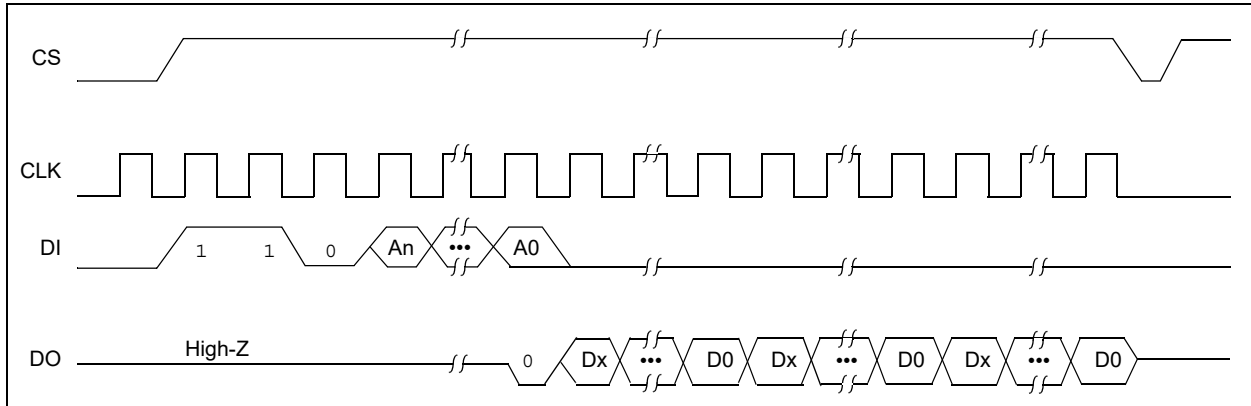 CS
CLK
DI 1 1 0 An ••• A0
High-Z
DO 0 Dx ••• D0 Dx ••• D0 Dx ••• D0